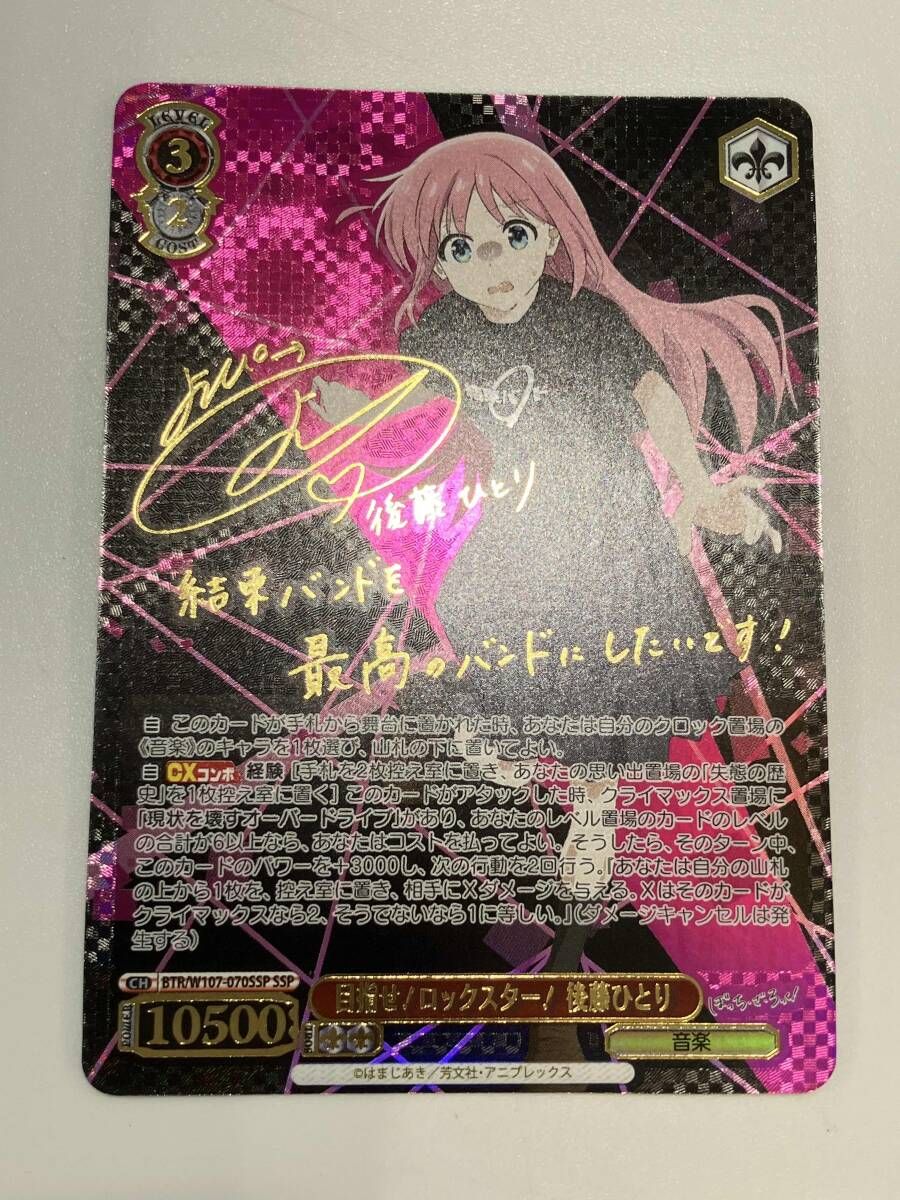 LEVEL
3
2
COST
後藤ひとり
結束バンドを
最高のバンドにしたいです!
自 このカードが手札から舞台に置かれた時、あなたは自分のクロック置場の
《音楽》のキャラを1枚選び、山札の下に置いてよい。
自 CXコンボ 経験 [手札を2枚控え室に置き、あなたの思い出置場の「失態の歴
史」を1枚控え室に置く] このカードがアタックした時、クライマックス置場に
「現状を壊すオーバードライブ」があり、あなたのレベル置場のカードのレベル
の合計が6以上なら、あなたはコストを払ってよい。そうしたら、そのターン中、
このカードのパワーを+3000し、次の行動を2回行う。『あなたは自分の山札
の上から1枚を、控え室に置き、相手にXダメージを与える。Xはそのカードが
クライマックスなら2、そうでないなら1に等しい。』(ダメージキャンセルは発
生する)
CH BTR/W107-070SSP SSP
目指せ!ロックスター! 後藤ひとり
ぼっち・ざ・ろっく!
POWER 10500 SOUL
音楽
©はまじあき/芳文社・アニプレックス